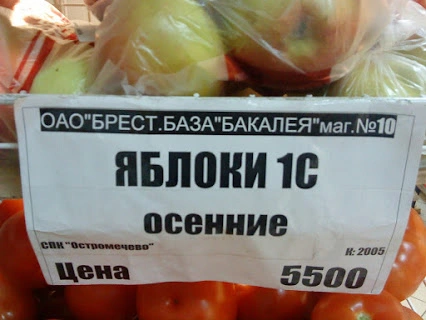 ОАО"БРЕСТ.БАЗА"БАКАЛЕЯ"маг.№10
ЯБЛОКИ 1С
осенние
СПК "Остромечево"
К: 2005
Цена 5500